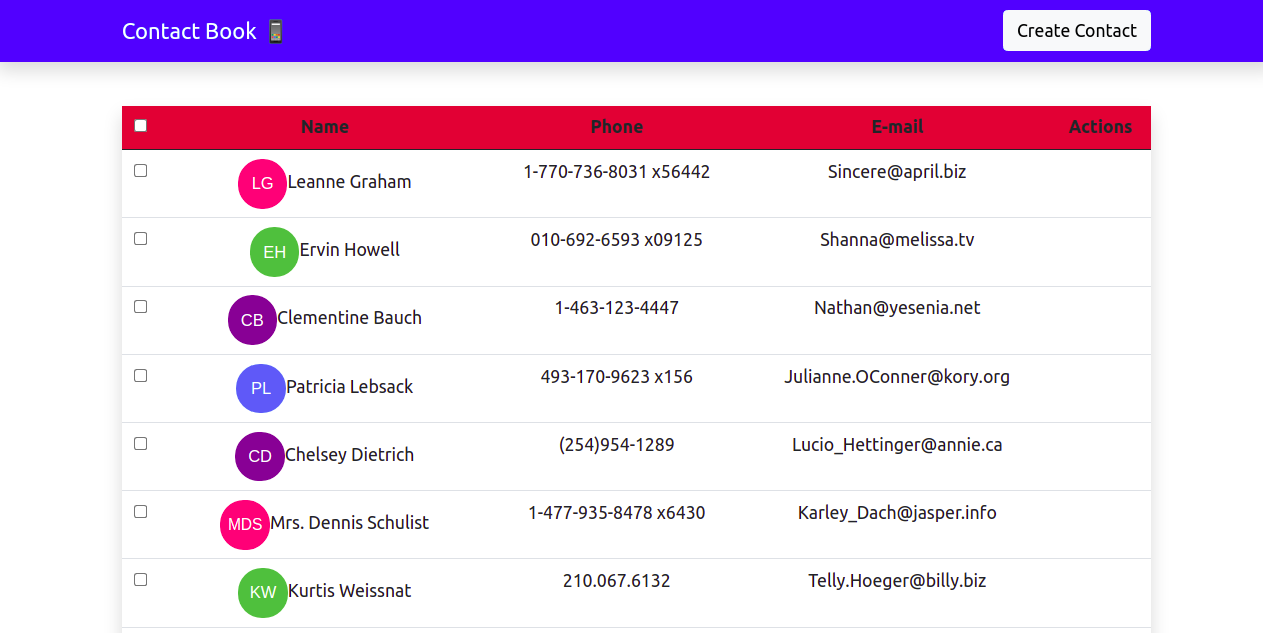 Contact Book Create Contact
Name Phone E-mail Actions
LG Leanne Graham 1-770-736-8031 x56442 Sincere@april.biz
EH Ervin Howell 010-692-6593 x09125 Shanna@melissa.tv
CB Clementine Bauch 1-463-123-4447 Nathan@yesenia.net
PL Patricia Lebsack 493-170-9623 x156 Julianne.OConner@kory.org
CD Chelsey Dietrich (254)954-1289 Lucio_Hettinger@annie.ca
MDS Mrs. Dennis Schulist 1-477-935-8478 x6430 Karley_Dach@jasper.info
KW Kurtis Weissnat 210.067.6132 Telly.Hoeger@billy.biz